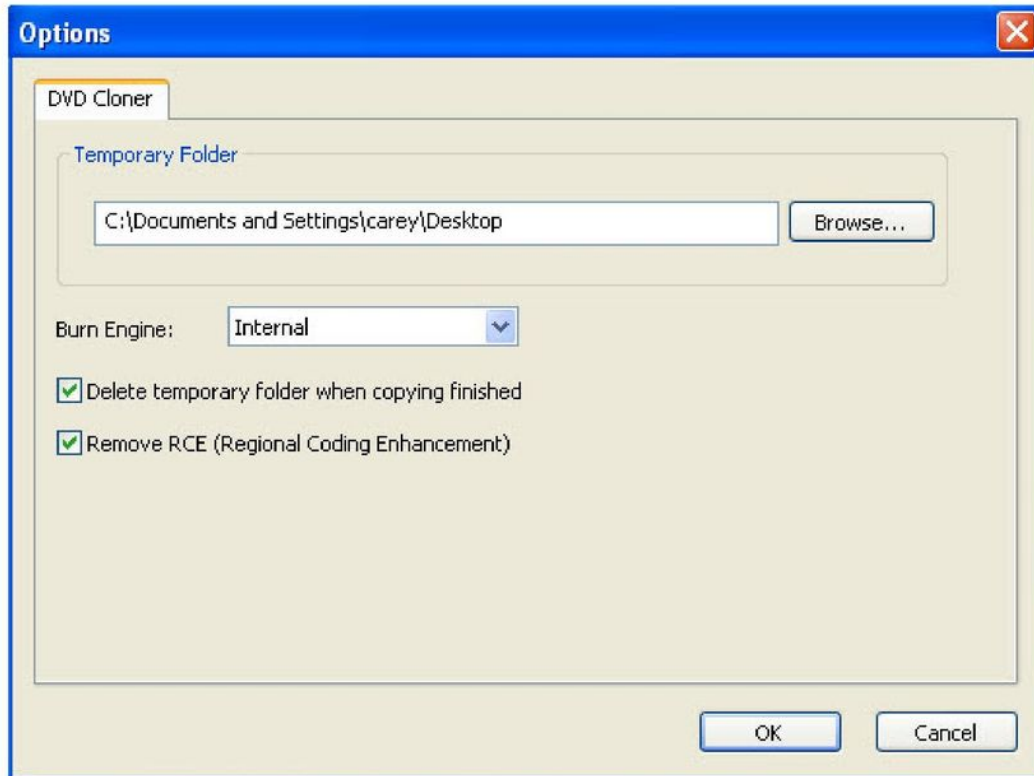 Options
DVD Cloner
Temporary Folder
C:\Documents and Settings\carey\Desktop
Browse...
Burn Engine:
Internal
Delete temporary folder when copying finished
Remove RCE (Regional Coding Enhancement)
OK
Cancel